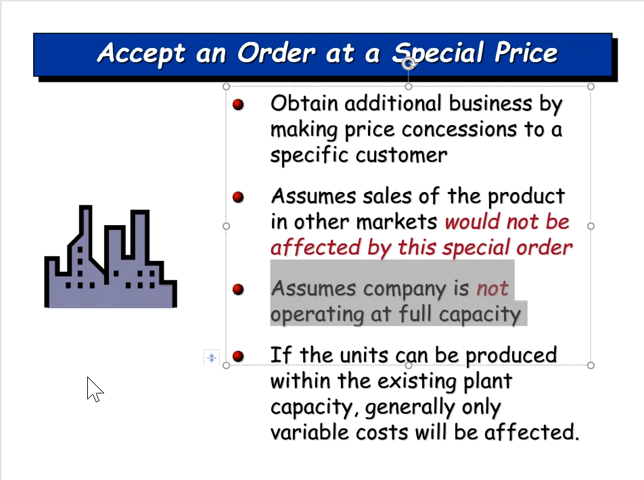 Accept an Order at a Special Price
Obtain additional business by
making price concessions to a
specific customer
Assumes sales of the product
in other markets would not be
affected by this special order
Assumes company is not
operating at full capacity
If the units can be produced
within the existing plant
capacity, generally only
variable costs will be affected.